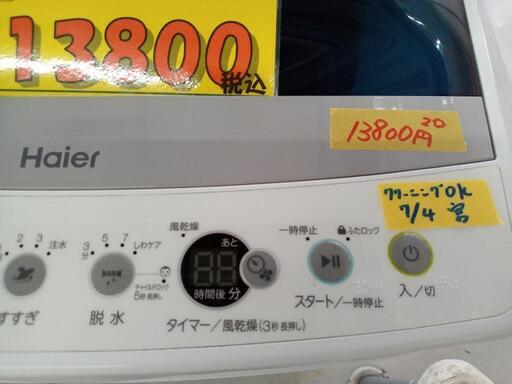 13800
税込
13800円 20
Haier
クリーニングOK
7/4 宮
2 3 注水
すすぎ
3分 5 7 しわケア
チャイルドロック
5秒長押し
脱水
風乾燥
あと
88
時間後 分
タイマー/風乾燥(3秒長押し)
一時停止 ふたロック
スタート/一時停止
入/切